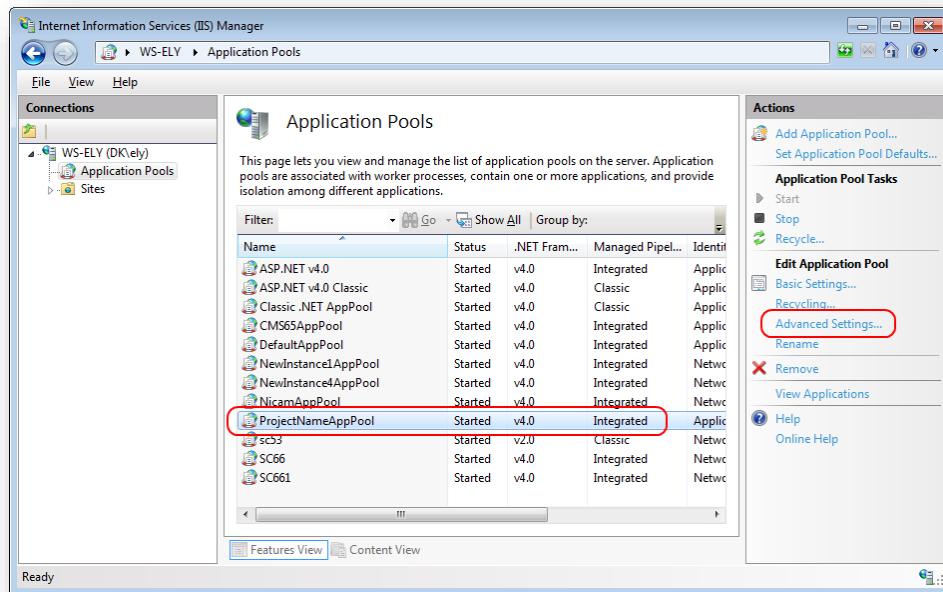 Internet Information Services (IIS) Manager
WS-ELY Application Pools
File View Help
Connections
WS-ELY (DK\ely)
Application Pools
Sites
Application Pools
This page lets you view and manage the list of application pools on the server. Application
pools are associated with worker processes, contain one or more applications, and provide
isolation among different applications.
Filter: Go Show All Group by:
Name Status .NET Fram... Managed Pipel... Identit
ASP.NET v4.0 Started v4.0 Integrated Applic
ASP.NET v4.0 Classic Started v4.0 Classic Applic
Classic .NET AppPool Started v4.0 Classic Applic
CMS65AppPool Started v4.0 Integrated Applic
DefaultAppPool Started v4.0 Integrated Applic
NewInstance1AppPool Started v4.0 Integrated Netwo
NewInstance4AppPool Started v4.0 Integrated Netwo
NicamAppPool Started v4.0 Integrated Netwo
ProjectNameAppPool Started v4.0 Integrated Applic
sc53 Started v2.0 Classic Netwo
SC66 Started v4.0 Integrated Netwo
SC661 Started v4.0 Integrated Netwo
Features View Content View
Actions
Add Application Pool...
Set Application Pool Defaults...
Application Pool Tasks
Start
Stop
Recycle...
Edit Application Pool
Basic Settings...
Recycling...
Advanced Settings...
Rename
Remove
View Applications
Help
Online Help
Ready